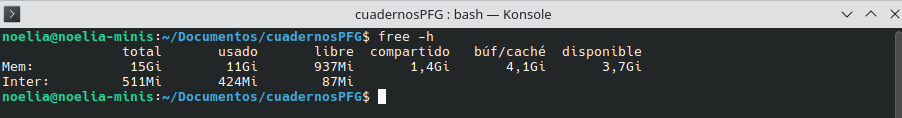 cuadernosPFG : bash — Konsole
noelia@noelia-minis:~/Documentos/cuadernosPFG$ free -h
total usado libre compartido búf/caché disponible
Mem: 15Gi 11Gi 937Mi 1,4Gi 4,1Gi 3,7Gi
Inter: 511Mi 424Mi 87Mi
noelia@noelia-minis:~/Documentos/cuadernosPFG$